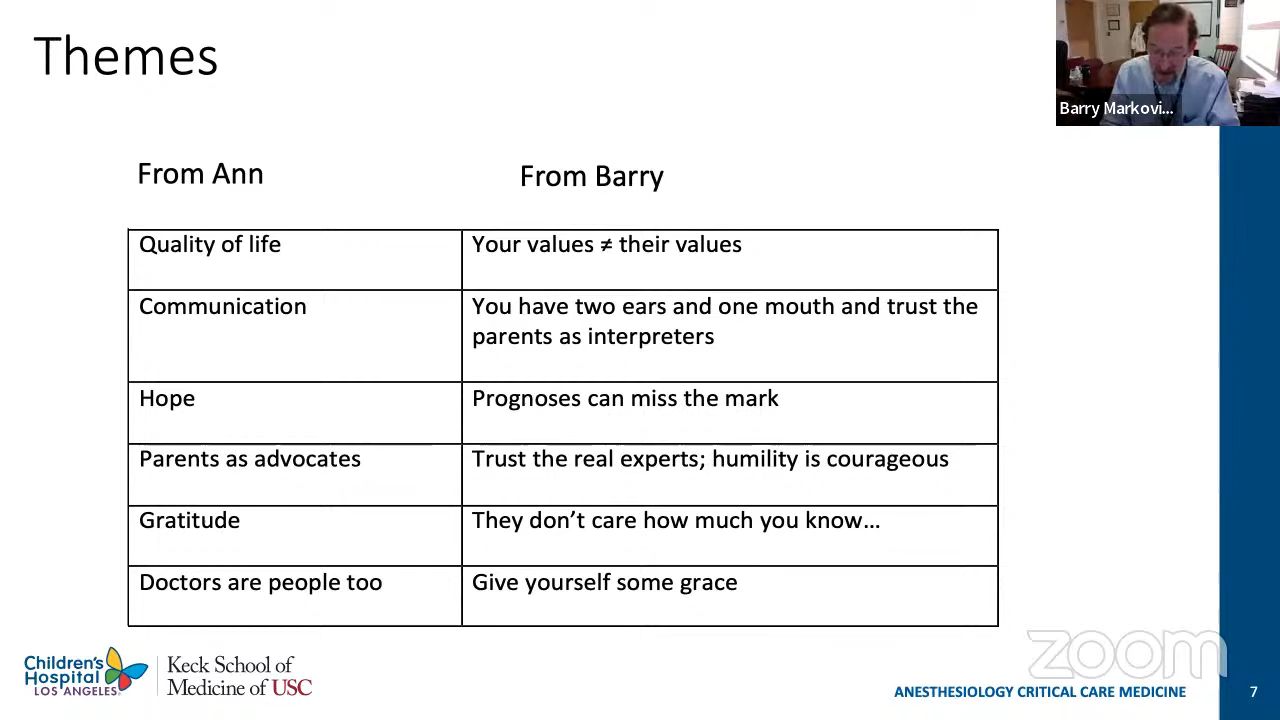 Themes
Barry Markovi...
From Ann
From Barry
Quality of life
Your values ≠ their values
Communication
You have two ears and one mouth and trust the
parents as interpreters
Hope
Prognoses can miss the mark
Parents as advocates
Trust the real experts; humility is courageous
Gratitude
They don’t care how much you know…
Doctors are people too
Give yourself some grace
zoom
Children's
Hospital
LOS ANGELES
Keck School of
Medicine of USC
ANESTHESIOLOGY CRITICAL CARE MEDICINE
7